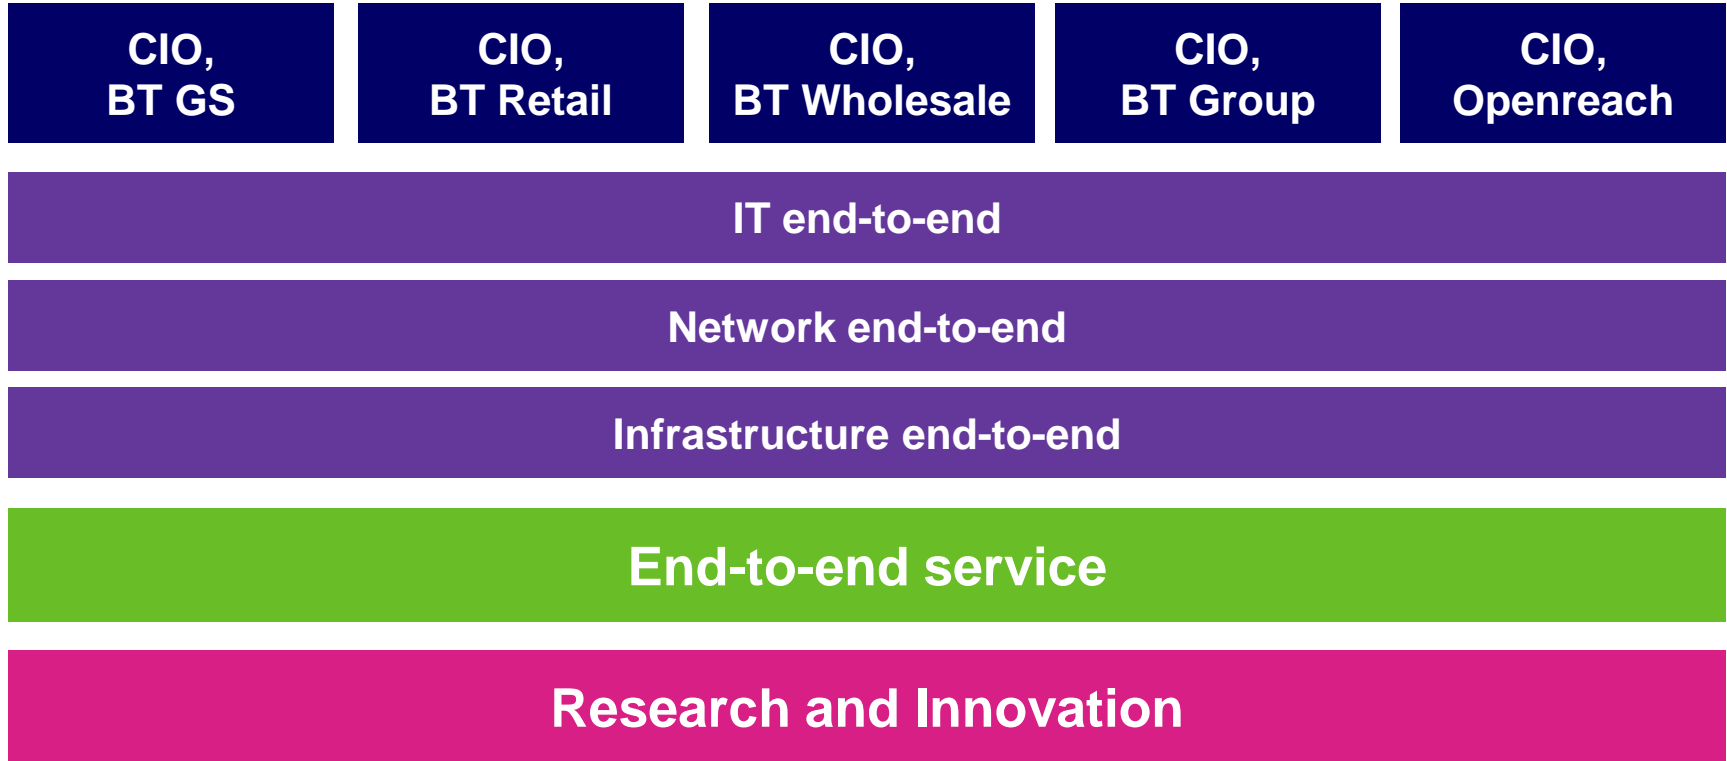 CIO,
BT GS
CIO,
BT Retail
CIO,
BT Wholesale
CIO,
BT Group
CIO,
Openreach
IT end-to-end
Network end-to-end
Infrastructure end-to-end
End-to-end service
Research and Innovation